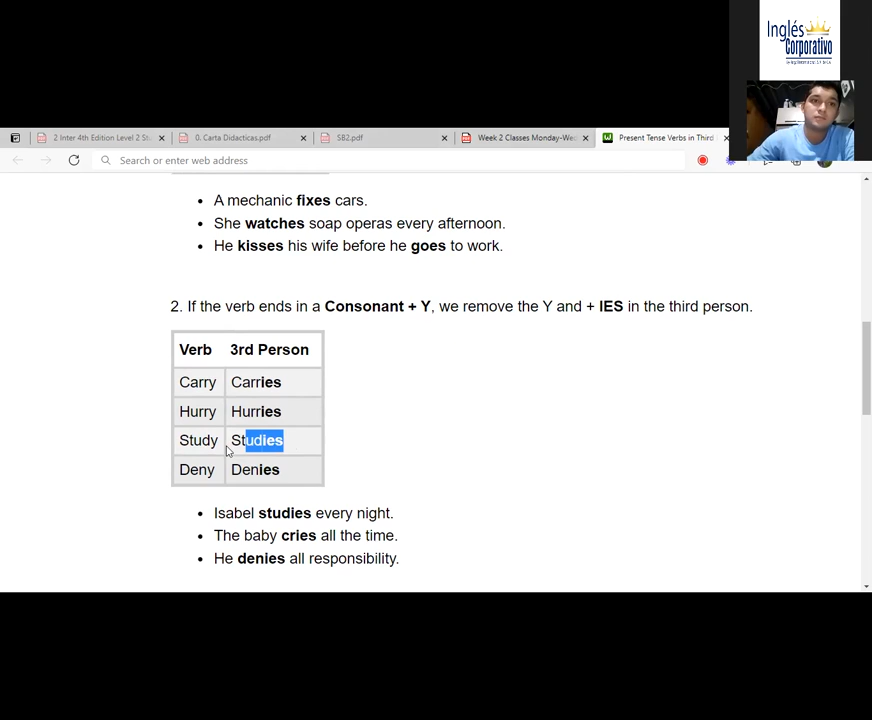 Inglés
Corporativo
2 Inter 4th Edition Level 2 Stu
0. Carta Didacticas.pdf
SB2.pdf
Week 2 Classes Monday-Wed
Present Tense Verbs in Third
Search or enter web address
• A mechanic fixes cars.
• She watches soap operas every afternoon.
• He kisses his wife before he goes to work.
2. If the verb ends in a Consonant + Y, we remove the Y and + IES in the third person.
Verb 3rd Person
Carry Carries
Hurry Hurries
Study Studies
Deny Denies
• Isabel studies every night.
• The baby cries all the time.
• He denies all responsibility.